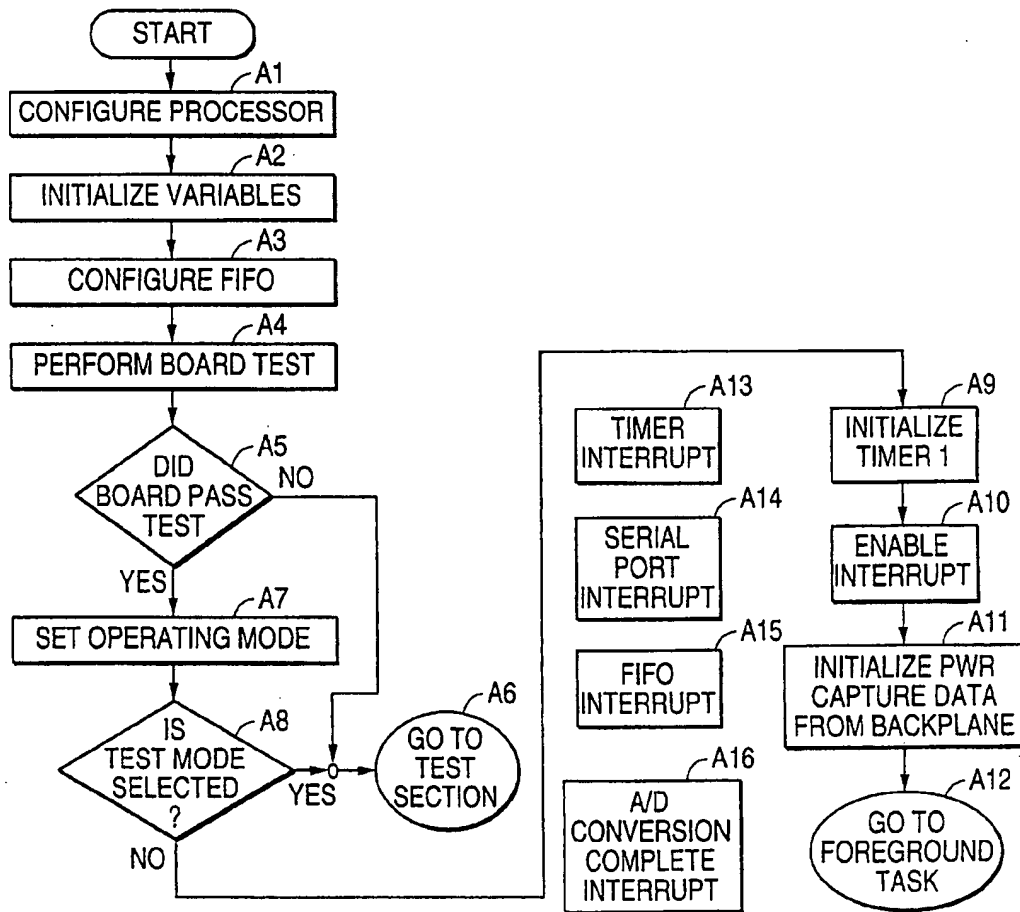 START
A1
CONFIGURE PROCESSOR
A2
INITIALIZE VARIABLES
A3
CONFIGURE FIFO
A4
PERFORM BOARD TEST
A5
DID
BOARD PASS
TEST
NO
YES
A7
SET OPERATING MODE
A8
IS
TEST MODE
SELECTED
?
YES
NO
A6
GO TO
TEST
SECTION
A13
TIMER
INTERRUPT
A14
SERIAL
PORT
INTERRUPT
A15
FIFO
INTERRUPT
A16
A/D
CONVERSION
COMPLETE
INTERRUPT
A9
INITIALIZE
TIMER 1
A10
ENABLE
INTERRUPT
A11
INITIALIZE PWR
CAPTURE DATA
FROM BACKPLANE
A12
GO TO
FOREGROUND
TASK